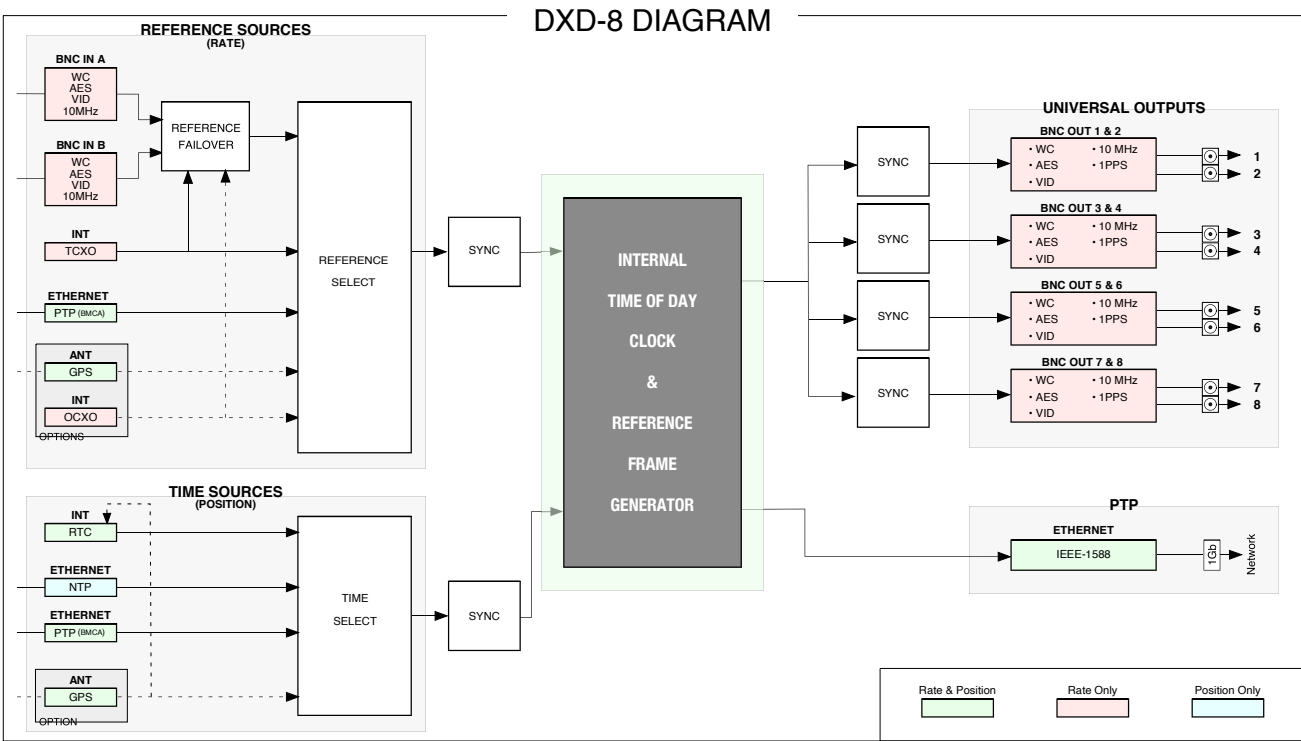 DXD-8 DIAGRAM
REFERENCE SOURCES
(RATE)
BNC IN A
WC
AES
VID
10MHz
BNC IN B
WC
AES
VID
10MHz
REFERENCE
FAILOVER
INT
TCXO
ETHERNET
PTP (BMCA)
ANT
GPS
INT
OCXO
OPTIONS
REFERENCE
SELECT
SYNC
TIME SOURCES
(POSITION)
INT
RTC
ETHERNET
NTP
ETHERNET
PTP (BMCA)
ANT
GPS
OPTION
TIME
SELECT
SYNC
INTERNAL
TIME OF DAY
CLOCK
&
REFERENCE
FRAME
GENERATOR
SYNC
SYNC
SYNC
SYNC
UNIVERSAL OUTPUTS
BNC OUT 1 & 2
• WC • 10 MHz
• AES • 1PPS
• VID
1
2
BNC OUT 3 & 4
• WC • 10 MHz
• AES • 1PPS
• VID
3
4
BNC OUT 5 & 6
• WC • 10 MHz
• AES • 1PPS
• VID
5
6
BNC OUT 7 & 8
• WC • 10 MHz
• AES • 1PPS
• VID
7
8
PTP
ETHERNET
IEEE-1588
1Gb
Network
Rate & Position
Rate Only
Position Only